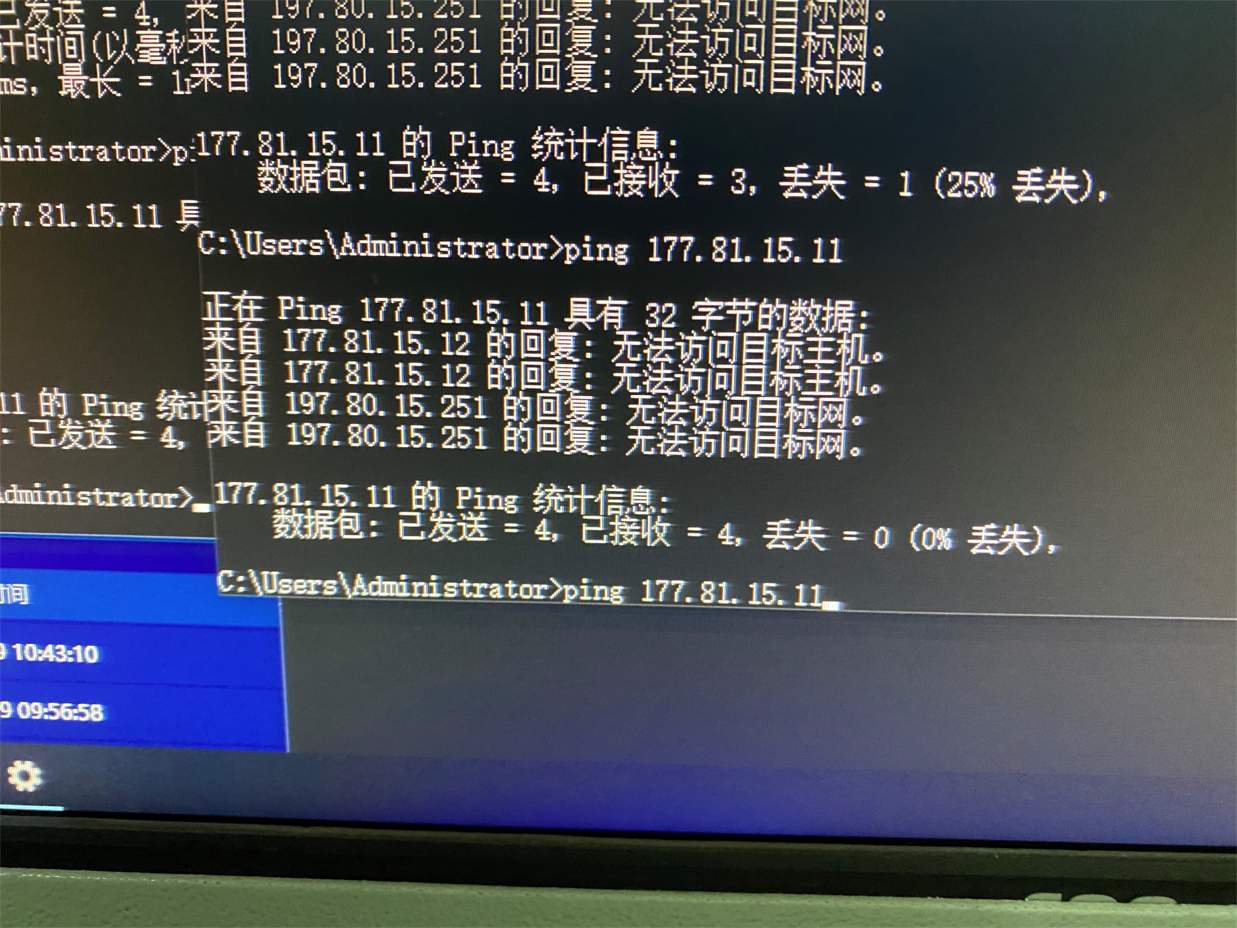 已发送 = 4,
计时间(以毫秒
ms, 最长 = 1
inistrator>p
77.81.15.11 具
11 的 Ping 统计
: 已发送 = 4,
dministrator>_
来自 197.80.15.251 的回复: 无法访问目标网。
来自 197.80.15.251 的回复: 无法访问目标网。
来自 197.80.15.251 的回复: 无法访问目标网。
177.81.15.11 的 Ping 统计信息:
数据包: 已发送 = 4, 已接收 = 3, 丢失 = 1 (25% 丢失),
C:\Users\Administrator>ping 177.81.15.11
正在 Ping 177.81.15.11 具有 32 字节的数据:
来自 177.81.15.12 的回复: 无法访问目标主机。
来自 177.81.15.12 的回复: 无法访问目标主机。
来自 197.80.15.251 的回复: 无法访问目标网。
来自 197.80.15.251 的回复: 无法访问目标网。
177.81.15.11 的 Ping 统计信息:
数据包: 已发送 = 4, 已接收 = 4, 丢失 = 0 (0% 丢失),
C:\Users\Administrator>ping 177.81.15.11_
时间
9 10:43:10
9 09:56:58